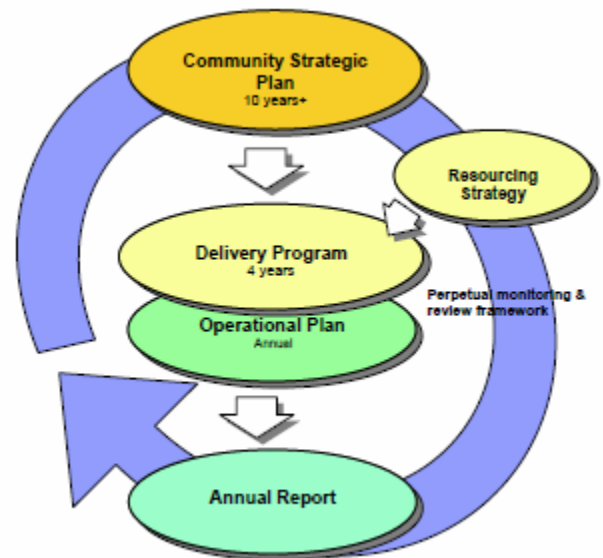 Community Strategic
Plan
10 years+
Resourcing
Strategy
Delivery Program
4 years
Perpetual monitoring &
review framework
Operational Plan
Annual
Annual Report